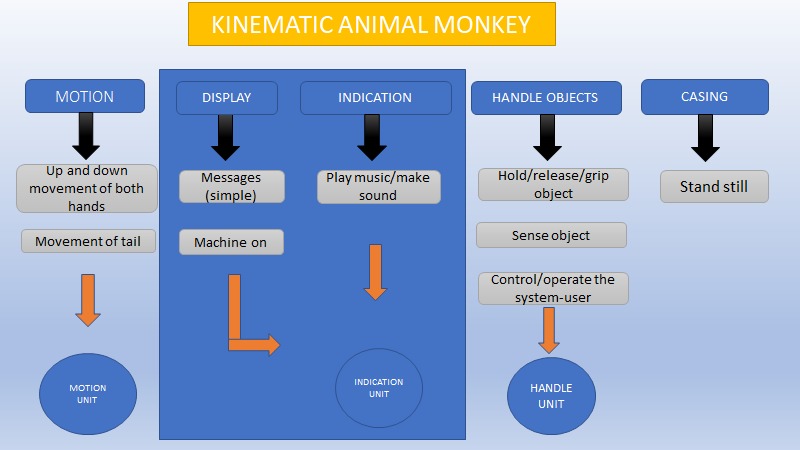 KINEMATIC ANIMAL MONKEY
MOTION
DISPLAY
INDICATION
HANDLE OBJECTS
CASING
Up and down
movement of both
hands
Messages
(simple)
Play music/make
sound
Hold/release/grip
object
Stand still
Movement of tail
Machine on
Sense object
Control/operate the
system-user
MOTION
UNIT
INDICATION
UNIT
HANDLE
UNIT